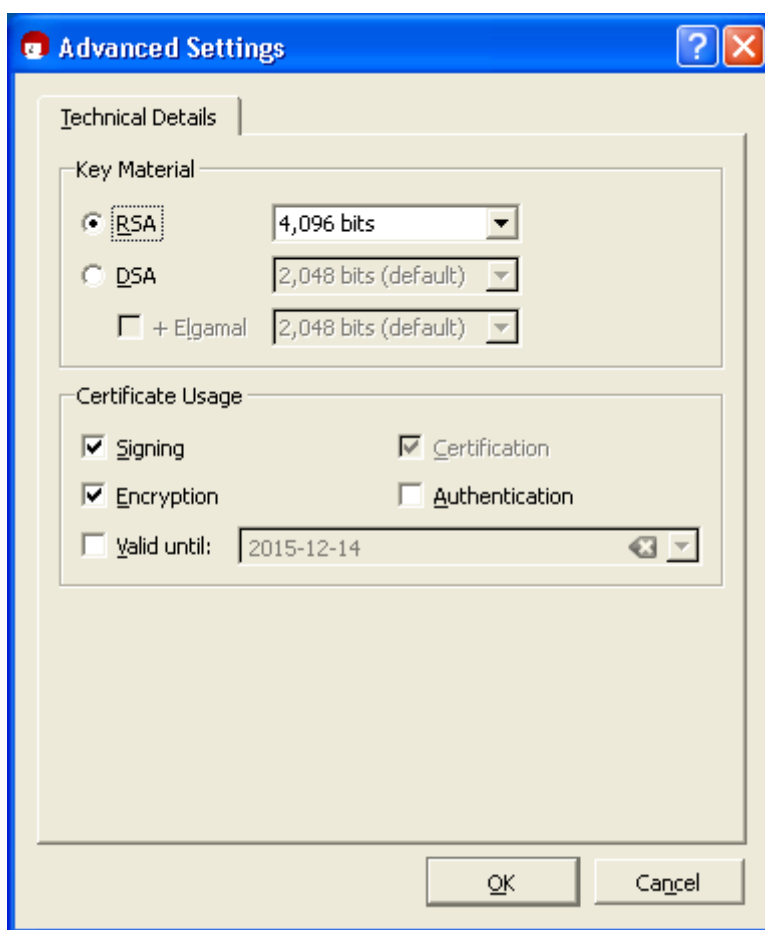 Advanced Settings
Technical Details
Key Material
RSA 4,096 bits
DSA 2,048 bits (default)
+ Elgamal 2,048 bits (default)
Certificate Usage
Signing Certification
Encryption Authentication
Valid until: 2015-12-14
OK Cancel